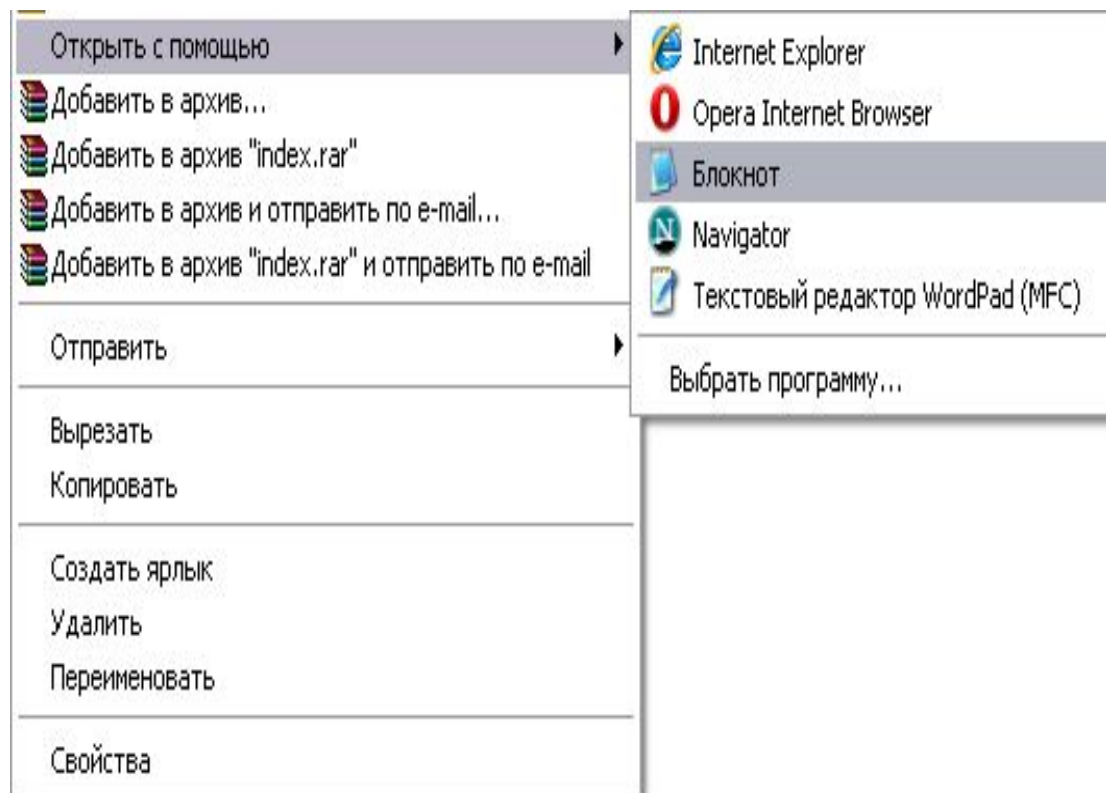 Открыть с помощью
Добавить в архив...
Добавить в архив "index.rar"
Добавить в архив и отправить по e-mail...
Добавить в архив "index.rar" и отправить по e-mail
Отправить
Вырезать
Копировать
Создать ярлык
Удалить
Переименовать
Свойства
Internet Explorer
Opera Internet Browser
Блокнот
Navigator
Текстовый редактор WordPad (MFC)
Выбрать программу...